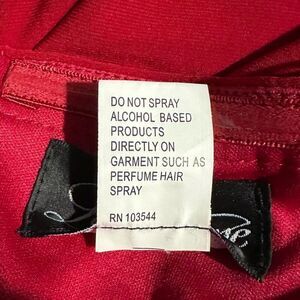 DO NOT SPRAY
ALCOHOL BASED
PRODUCTS
DIRECTLY ON
GARMENT SUCH AS
PERFUME HAIR
SPRAY
RN 103544